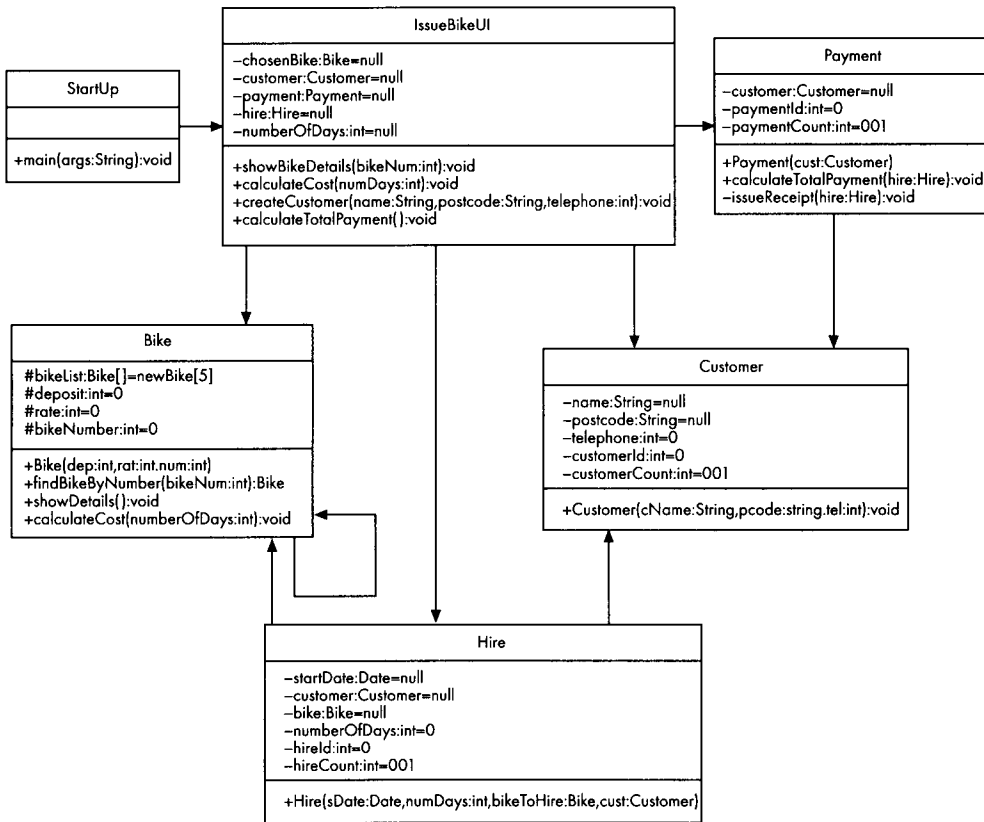 IssueBikeUI
–chosenBike:Bike=null
–customer:Customer=null
–payment:Payment=null
–hire:Hire=null
–numberOfDays:int=null
+showBikeDetails(bikeNum:int):void
+calculateCost(numDays:int):void
+createCustomer(name:String,postcode:String,telephone:int):void
+calculateTotalPayment():void
StartUp
+main(args:String):void
Payment
–customer:Customer=null
–paymentId:int=0
–paymentCount:int=001
+Payment(cust:Customer)
+calculateTotalPayment(hire:Hire):void
–issueReceipt(hire:Hire):void
Bike
#bikeList:Bike[]=newBike[5]
#deposit:int=0
#rate:int=0
#bikeNumber:int=0
+Bike(dep:int,rat:int.num:int)
+findBikeByNumber(bikeNum:int):Bike
+showDetails():void
+calculateCost(numberOfDays:int):void
Customer
–name:String=null
–postcode:String=null
–telephone:int=0
–customerId:int=0
–customerCount:int=001
+Customer(cName:String,pcode:string.tel:int):void
Hire
–startDate:Date=null
–customer:Customer=null
–bike:Bike=null
–numberOfDays:int=0
–hireId:int=0
–hireCount:int=001
+Hire(sDate:Date,numDays:int,bikeToHire:Bike,cust:Customer)